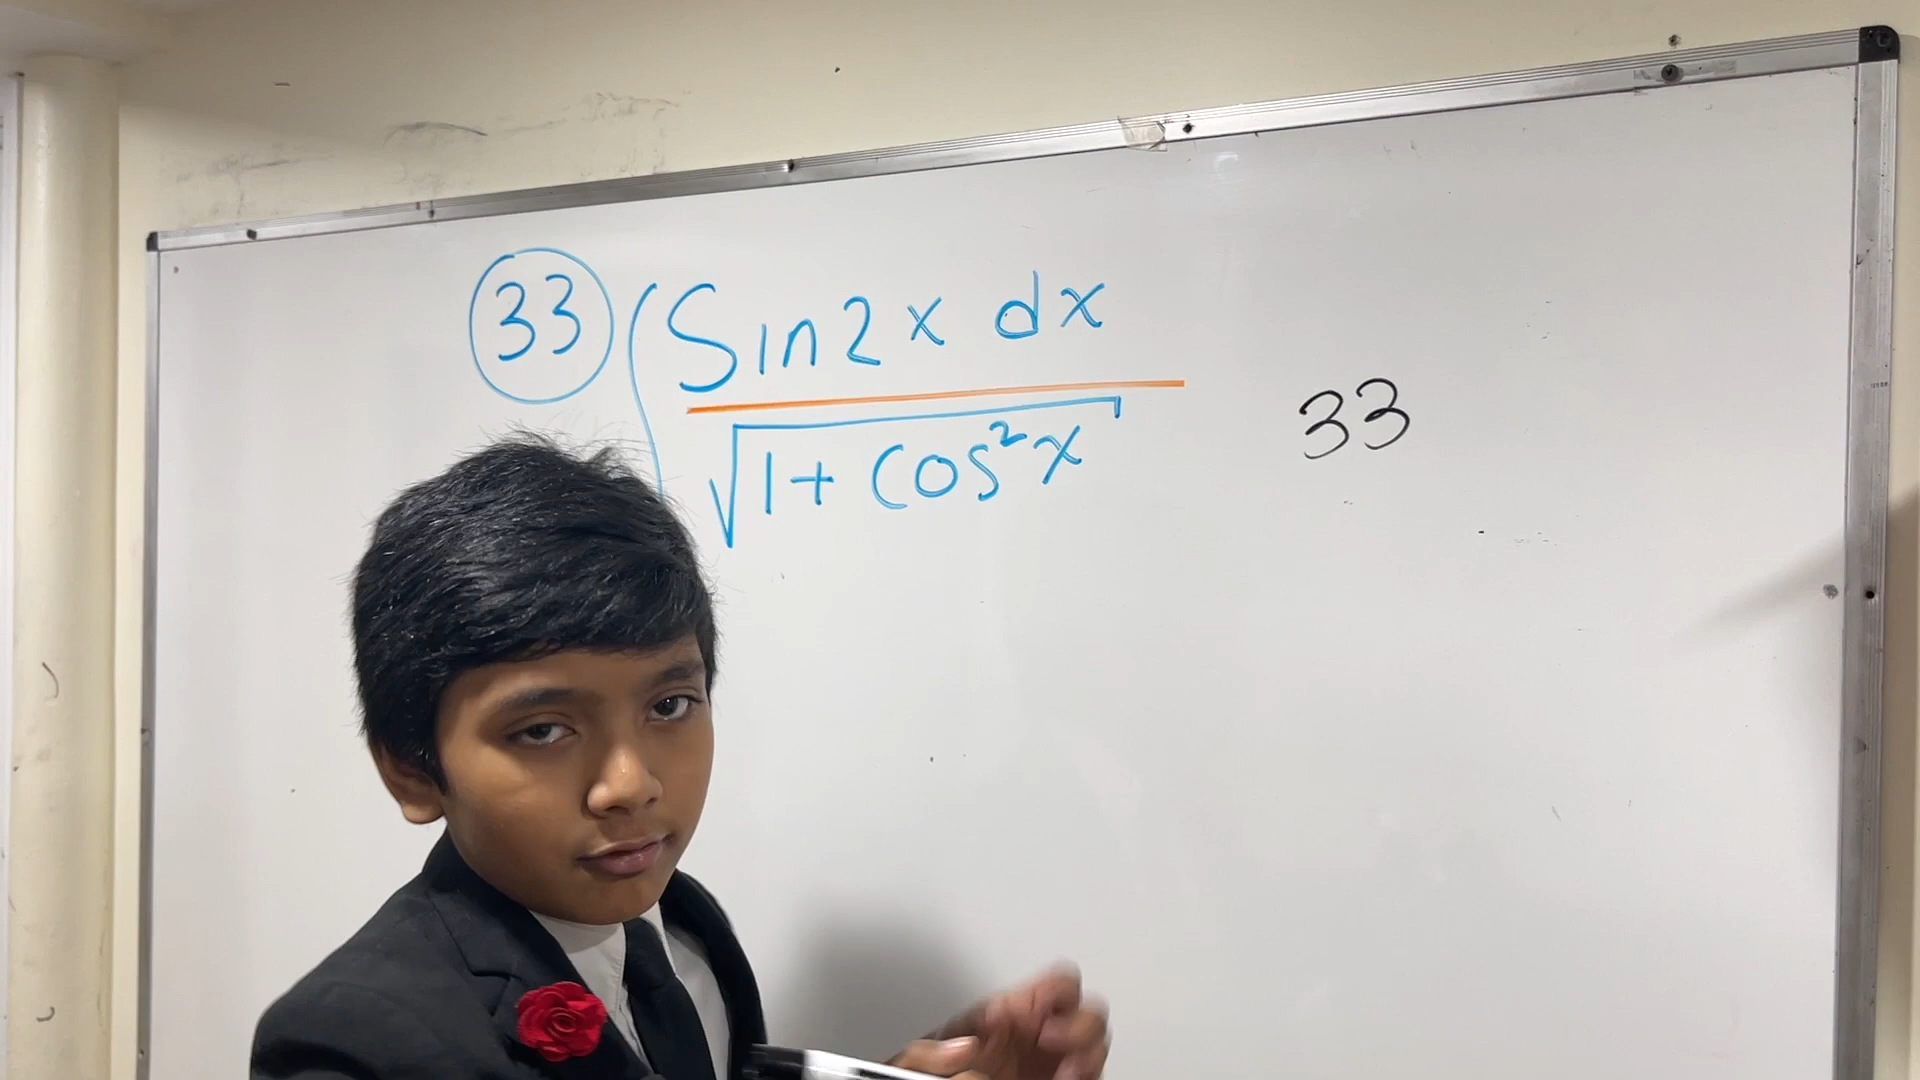 33 ∫ Sin2x dx
√1 + Cos²x
33